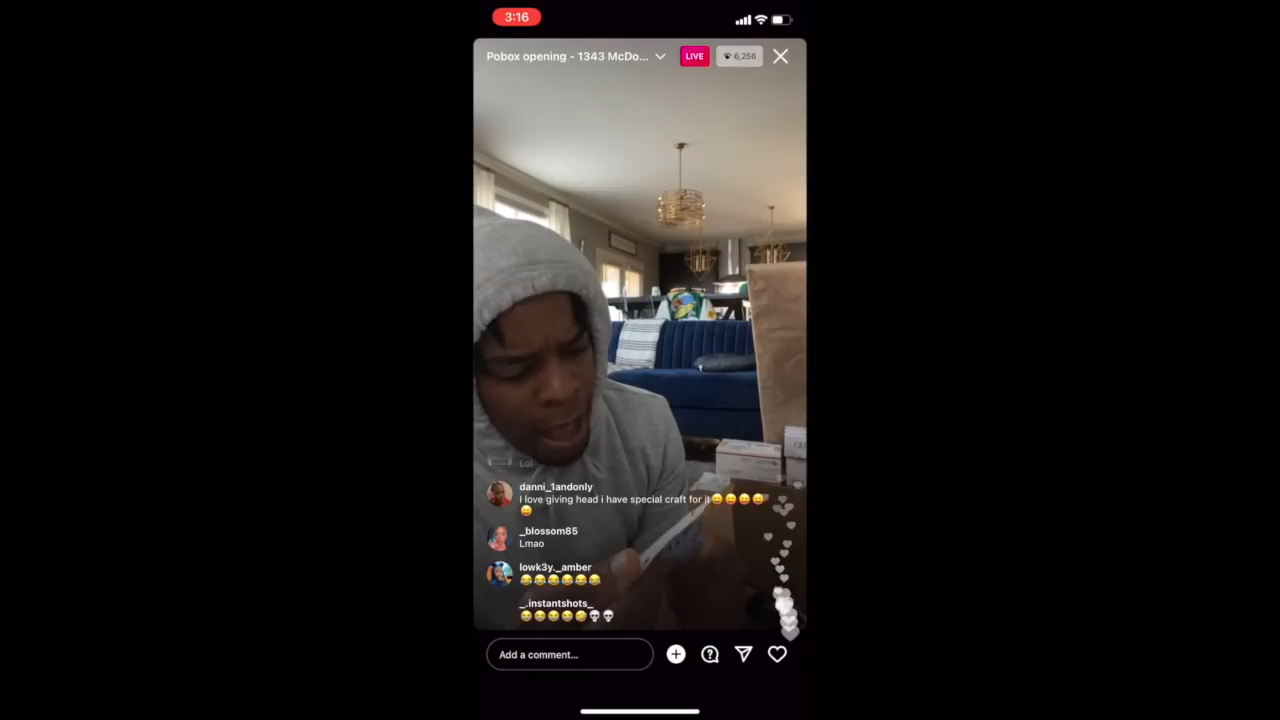 3:16
Pobox opening - 1343 McDo...
LIVE
6,256
Lol
danni_1andonly
I love giving head i have special craft for it😄😄😄😄
😄
_blossom85
Lmao
lowk3y._amber
😂😂😂😂😂😂
_.instantshots_
😂😂😂😂🤣💀💀
Add a comment...